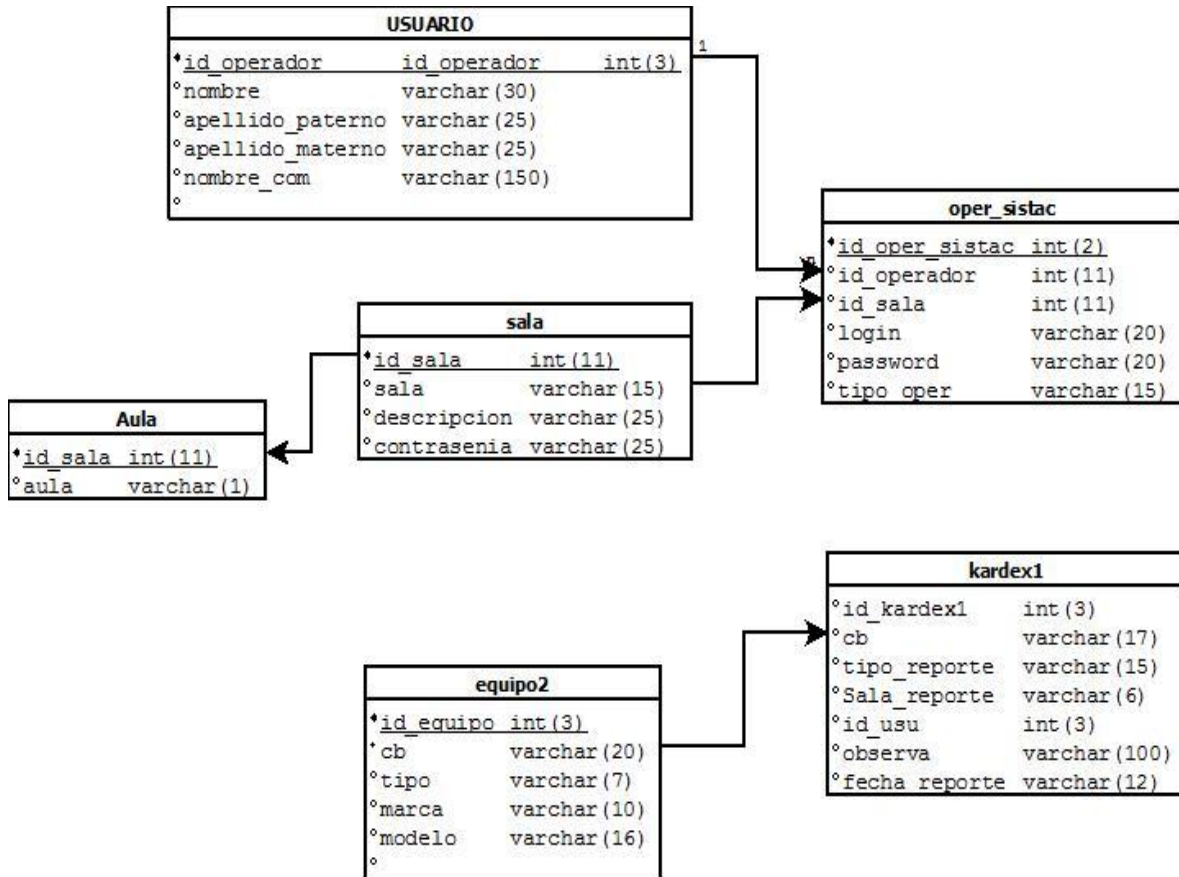 USUARIO
id_operador id_operador int(3)
nombre varchar(30)
apellido_paterno varchar(25)
apellido_materno varchar(25)
nombre_com varchar(150)
1
oper_sistac
id_oper_sistac int(2)
id_operador int(11)
id_sala int(11)
login varchar(20)
password varchar(20)
tipo_oper varchar(15)
sala
id_sala int(11)
sala varchar(15)
descripcion varchar(25)
contrasenia varchar(25)
Aula
id_sala int(11)
aula varchar(1)
kardex1
id_kardex1 int(3)
cb varchar(17)
tipo_reporte varchar(15)
Sala_reporte varchar(6)
id_usu int(3)
observa varchar(100)
fecha_reporte varchar(12)
equipo2
id_equipo int(3)
cb varchar(20)
tipo varchar(7)
marca varchar(10)
modelo varchar(16)